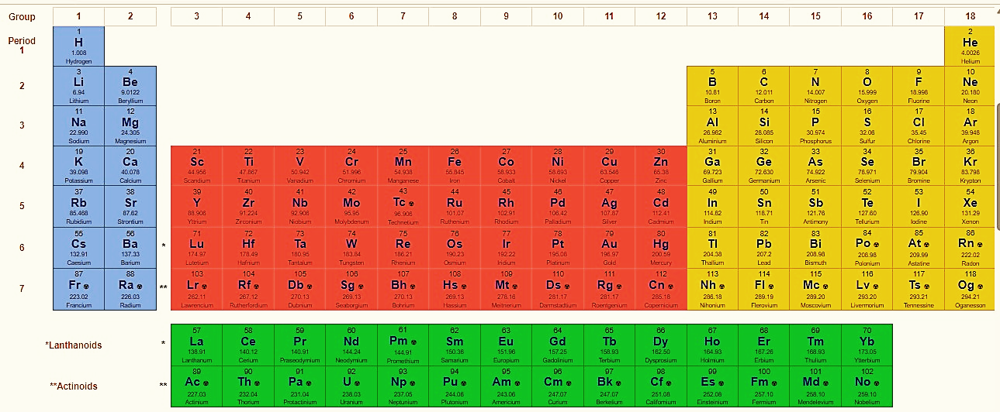 Group 1 2 3 4 5 6 7 8 9 10 11 12 13 14 15 16 17 18
Period
1
1 2
H He
1.008 4.0026
Hydrogen Helium
2
3 4 5 6 7 8 9 10
Li Be B C N O F Ne
6.94 9.0122 10.81 12.011 14.007 15.999 18.998 20.180
Lithium Beryllium Boron Carbon Nitrogen Oxygen Fluorine Neon
3
11 12 13 14 15 16 17 18
Na Mg Al Si P S Cl Ar
22.990 24.305 26.982 28.085 30.974 32.06 35.45 39.948
Sodium Magnesium Aluminium Silicon Phosphorus Sulfur Chlorine Argon
4
19 20 21 22 23 24 25 26 27 28 29 30 31 32 33 34 35 36
K Ca Sc Ti V Cr Mn Fe Co Ni Cu Zn Ga Ge As Se Br Kr
39.098 40.078 44.956 47.867 50.942 51.996 54.938 55.845 58.933 58.693 63.546 65.38 69.723 72.630 74.922 78.971 79.904 83.798
Potassium Calcium Scandium Titanium Vanadium Chromium Manganese Iron Cobalt Nickel Copper Zinc Gallium Germanium Arsenic Selenium Bromine Krypton
5
37 38 39 40 41 42 43 44 45 46 47 48 49 50 51 52 53 54
Rb Sr Y Zr Nb Mo Tc ☢ Ru Rh Pd Ag Cd In Sn Sb Te I Xe
85.468 87.62 88.906 91.224 92.906 95.95 96.906 101.07 102.91 106.42 107.87 112.41 114.82 118.71 121.76 127.60 126.90 131.29
Rubidium Strontium Yttrium Zirconium Niobium Molybdenum Technetium Ruthenium Rhodium Palladium Silver Cadmium Indium Tin Antimony Tellurium Iodine Xenon
6 *
55 56 71 72 73 74 75 76 77 78 79 80 81 82 83 84 85 86
Cs Ba Lu Hf Ta W Re Os Ir Pt Au Hg Tl Pb Bi Po ☢ At ☢ Rn ☢
132.91 137.33 174.97 178.49 180.95 183.84 186.21 190.23 192.22 195.08 196.97 200.59 204.38 207.2 208.98 208.98 209.99 222.02
Caesium Barium Lutetium Hafnium Tantalum Tungsten Rhenium Osmium Iridium Platinum Gold Mercury Thallium Lead Bismuth Polonium Astatine Radon
7 **
87 88 103 104 105 106 107 108 109 110 111 112 113 114 115 116 117 118
Fr ☢ Ra ☢ Lr ☢ Rf ☢ Db ☢ Sg ☢ Bh ☢ Hs ☢ Mt ☢ Ds ☢ Rg ☢ Cn ☢ Nh ☢ Fl ☢ Mc ☢ Lv ☢ Ts ☢ Og ☢
223.02 226.03 262.11 267.12 270.13 269.13 270.13 269.13 278.16 281.17 281.17 285.18 286.18 289.19 289.20 293.20 293.21 294.21
Francium Radium Lawrencium Rutherfordium Dubnium Seaborgium Bohrium Hassium Meitnerium Darmstadtium Roentgenium Copernicium Nihonium Flerovium Moscovium Livermorium Tennessine Oganesson
*Lanthanoids *
57 58 59 60 61 62 63 64 65 66 67 68 69 70
La Ce Pr Nd Pm ☢ Sm Eu Gd Tb Dy Ho Er Tm Yb
138.91 140.12 140.91 144.24 144.91 150.36 151.96 157.25 158.93 162.50 164.93 167.26 168.93 173.05
Lanthanum Cerium Praseodymium Neodymium Promethium Samarium Europium Gadolinium Terbium Dysprosium Holmium Erbium Thulium Ytterbium
**Actinoids **
89 90 91 92 93 94 95 96 97 98 99 100 101 102
Ac ☢ Th ☢ Pa ☢ U ☢ Np ☢ Pu ☢ Am ☢ Cm ☢ Bk ☢ Cf ☢ Es ☢ Fm ☢ Md ☢ No ☢
227.03 232.04 231.04 238.03 237.05 244.06 243.06 247.07 247.07 251.08 252.08 257.10 258.10 259.10
Actinium Thorium Protactinium Uranium Neptunium Plutonium Americium Curium Berkelium Californium Einsteinium Fermium Mendelevium Nobelium